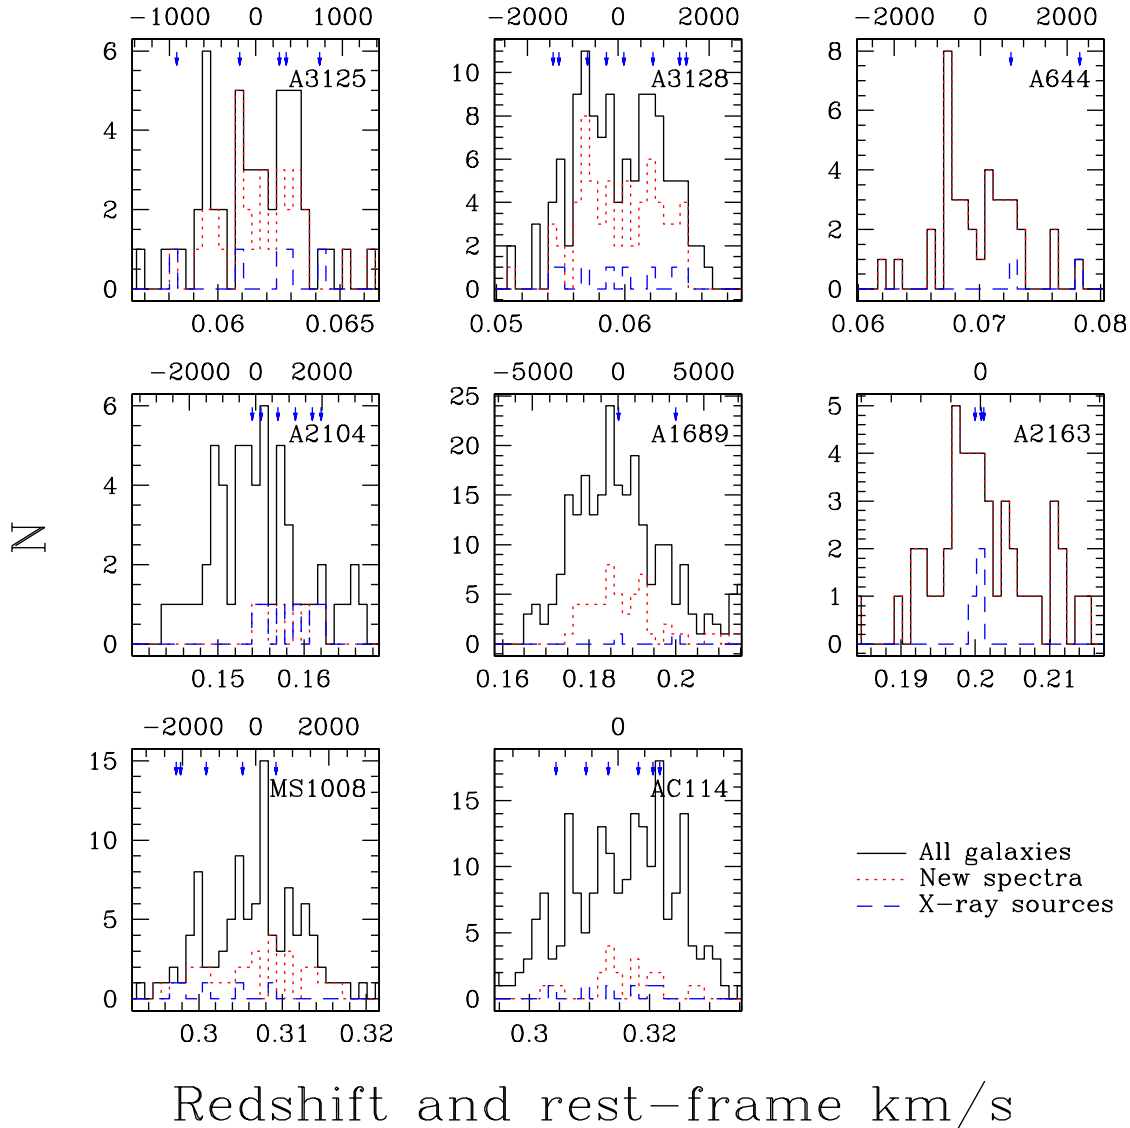 −1000 0 1000
−2000 0 2000
−2000 0 2000
6 4 2 0
A3125
10 8 6 4 2 0
A3128
8 6 4 2 0
A644
0.06 0.065
0.05 0.06
0.06 0.07 0.08
−2000 0 2000
−5000 0 5000
0
6 4 2 0
A2104
25 20 15 10 5 0
A1689
5 4 3 2 1 0
A2163
N
0.15 0.16
0.16 0.18 0.2
0.19 0.2 0.21
−2000 0 2000
0
15 10 5 0
MS1008
15 10 5 0
AC114
All galaxies
New spectra
X−ray sources
0.3 0.31 0.32
0.3 0.32
Redshift and rest−frame km/s